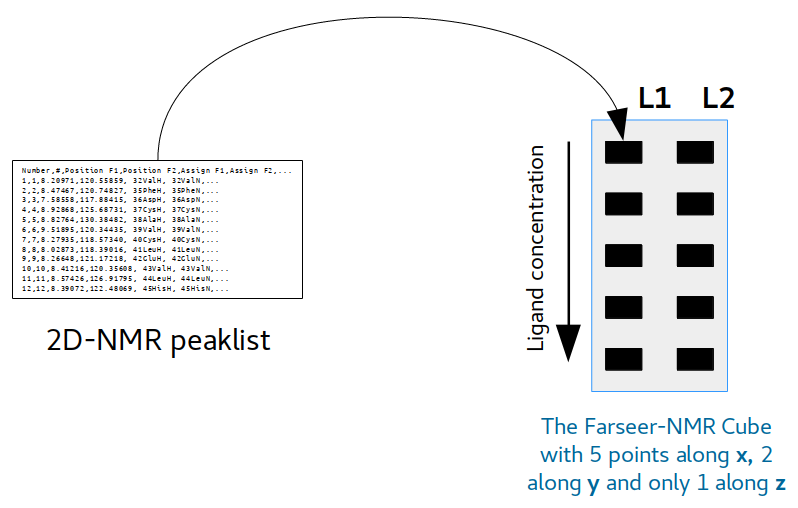 L1 L2
Number,#,Position F1,Position F2,Assign F1,Assign F2,...
1,1,8.20971,120.55859, 32ValH, 32ValN,...
2,2,8.47467,120.74827, 35PheH, 35PheN,...
3,3,7.58558,117.88415, 36AspH, 36AspN,...
4,4,8.92868,125.68731, 37CysH, 37CysN,...
5,5,8.82764,130.38482, 38AlaH, 38AlaN,...
6,6,9.51895,120.34435, 39ValH, 39ValN,...
7,7,8.27935,118.57340, 40CysH, 40CysN,...
8,8,8.02873,118.39016, 41LeuH, 41LeuN,...
9,9,8.26648,121.17218, 42GluH, 42GluN,...
10,10,8.41216,120.35608, 43ValH, 43ValN,...
11,11,8.57426,126.91795, 44LeuH, 44LeuN,...
12,12,8.39072,122.48069, 45HisH, 45HisN,...
2D-NMR peaklist
Ligand concentration
The Farseer-NMR Cube
with 5 points along x, 2
along y and only 1 along z